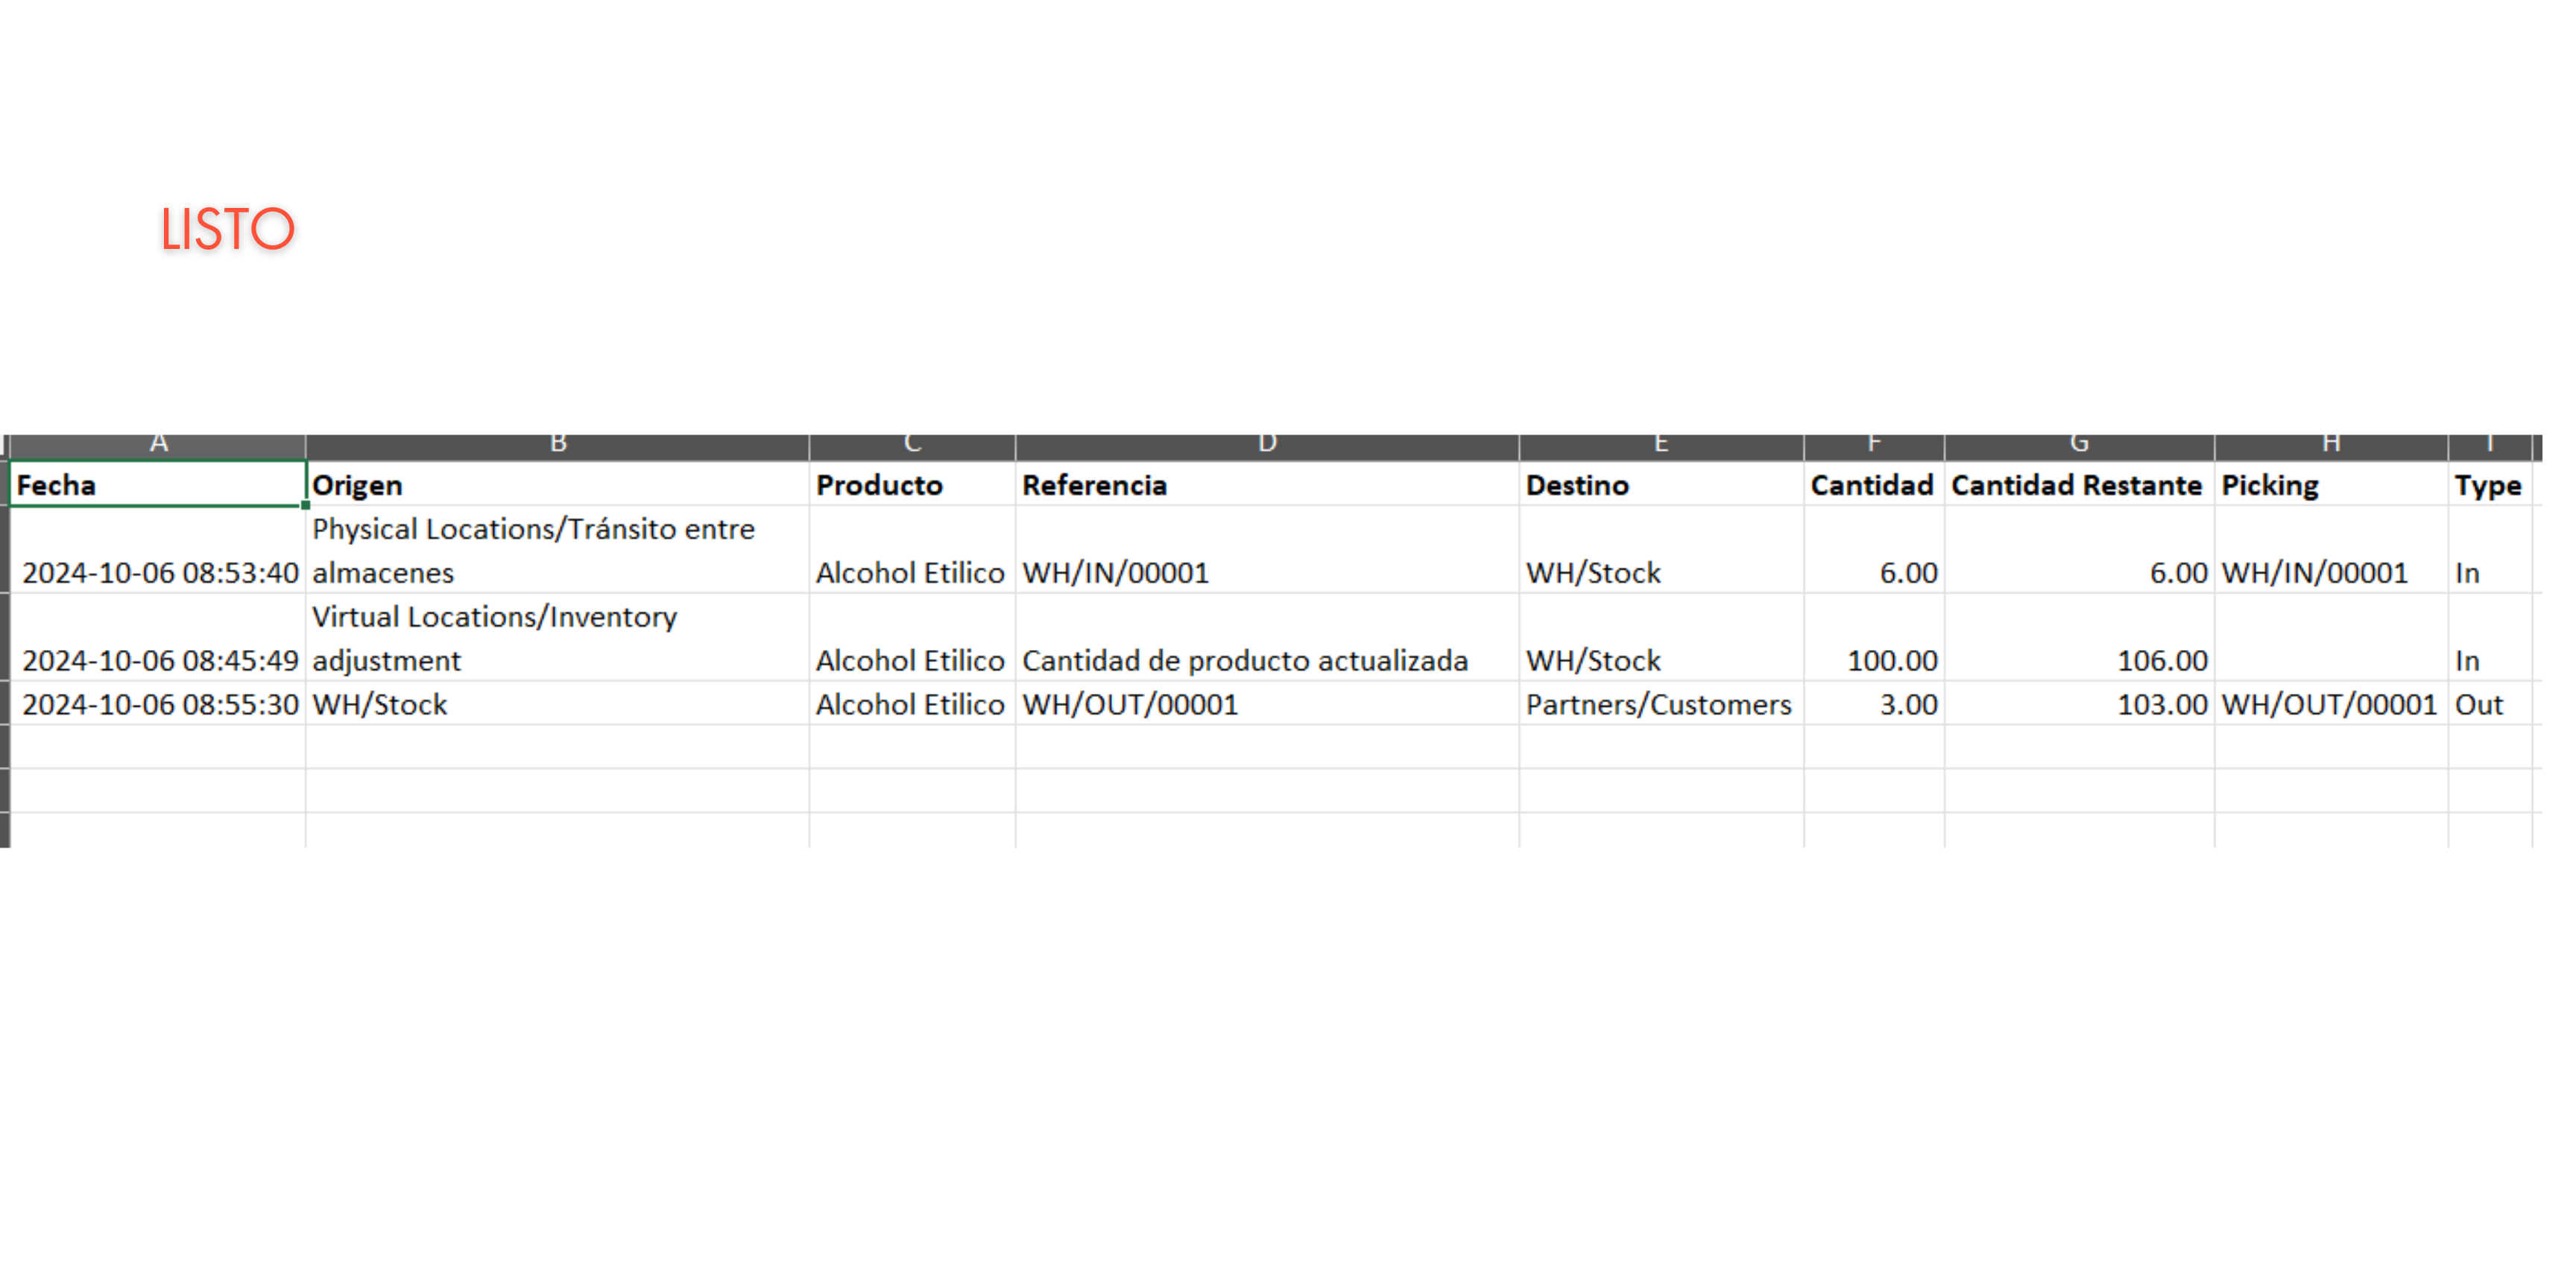 LISTO
A B C D E F G H I
Fecha Origen Producto Referencia Destino Cantidad Cantidad Restante Picking Type
Physical Locations/Tránsito entre
2024-10-06 08:53:40 almacenes Alcohol Etilico WH/IN/00001 WH/Stock 6.00 6.00 WH/IN/00001 In
Virtual Locations/Inventory
2024-10-06 08:45:49 adjustment Alcohol Etilico Cantidad de producto actualizada WH/Stock 100.00 106.00 In
2024-10-06 08:55:30 WH/Stock Alcohol Etilico WH/OUT/00001 Partners/Customers 3.00 103.00 WH/OUT/00001 Out